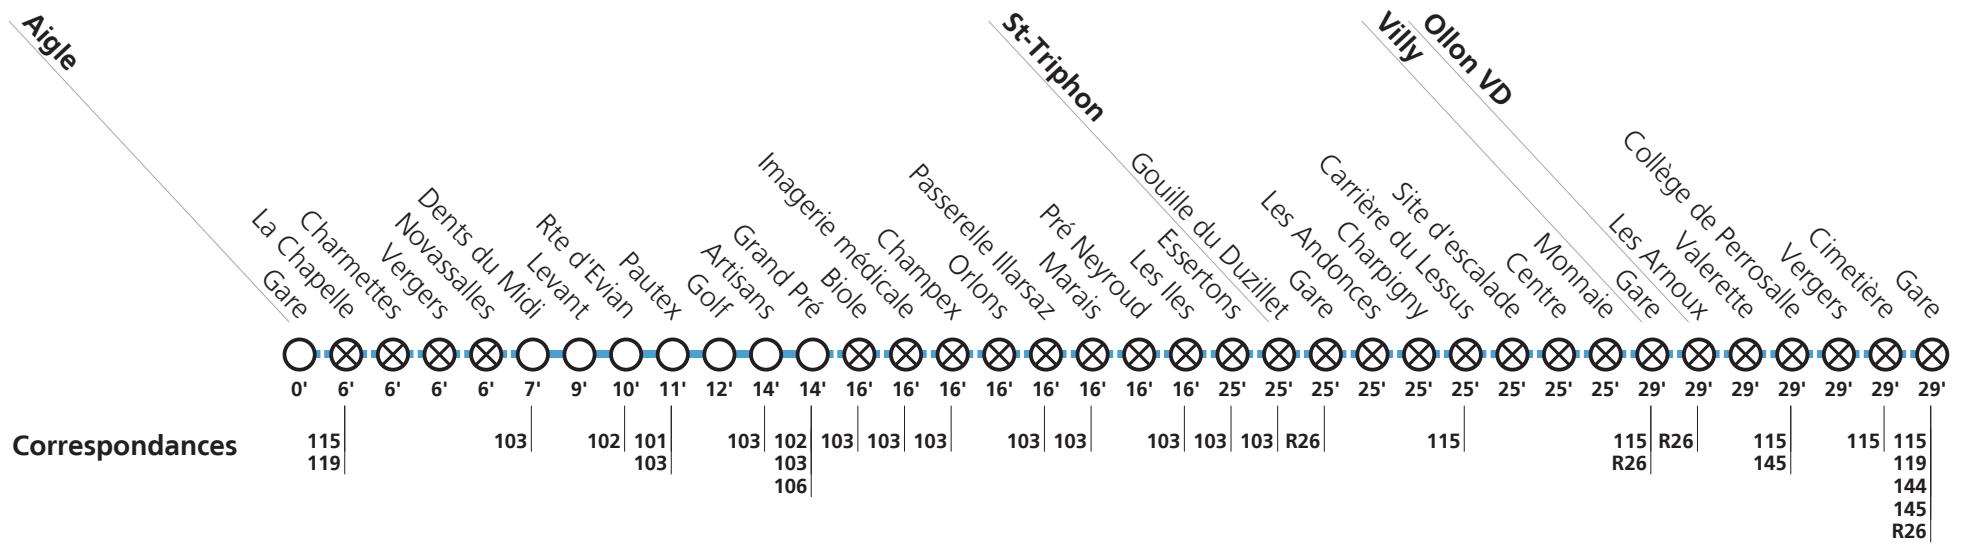 Aigle
St-Triphon
Villy
Ollon VD
Gare
La Chapelle
Charmettes
Vergers
Novassalles
Dents du Midi
Levant
Rte d'Evian
Pautex
Golf
Artisans
Grand Pré
Biole
Imagerie médicale
Champex
Orlons
Passerelle Illarsaz
Marais
Pré Neyroud
Les Iles
Essertons
Gouille du Duzillet
Gare
Les Andonces
Charpigny
Carrière du Lessus
Site d'escalade
Centre
Monnaie
Gare
Les Arnoux
Valerette
Collège de Perrosalle
Vergers
Cimetière
Gare
0' 6' 6' 6' 6' 7' 9' 10' 11' 12' 14' 14' 16' 16' 16' 16' 16' 16' 16' 16' 25' 25' 25' 25' 25' 25' 25' 25' 25' 29' 29' 29' 29' 29' 29' 29'
Correspondances
115 103 102 101 103 102 103 103 103 103 103 103 103 103 R26 115 115 R26 115 115 115
119 103 103 R26 145 119
106 144
145
R26